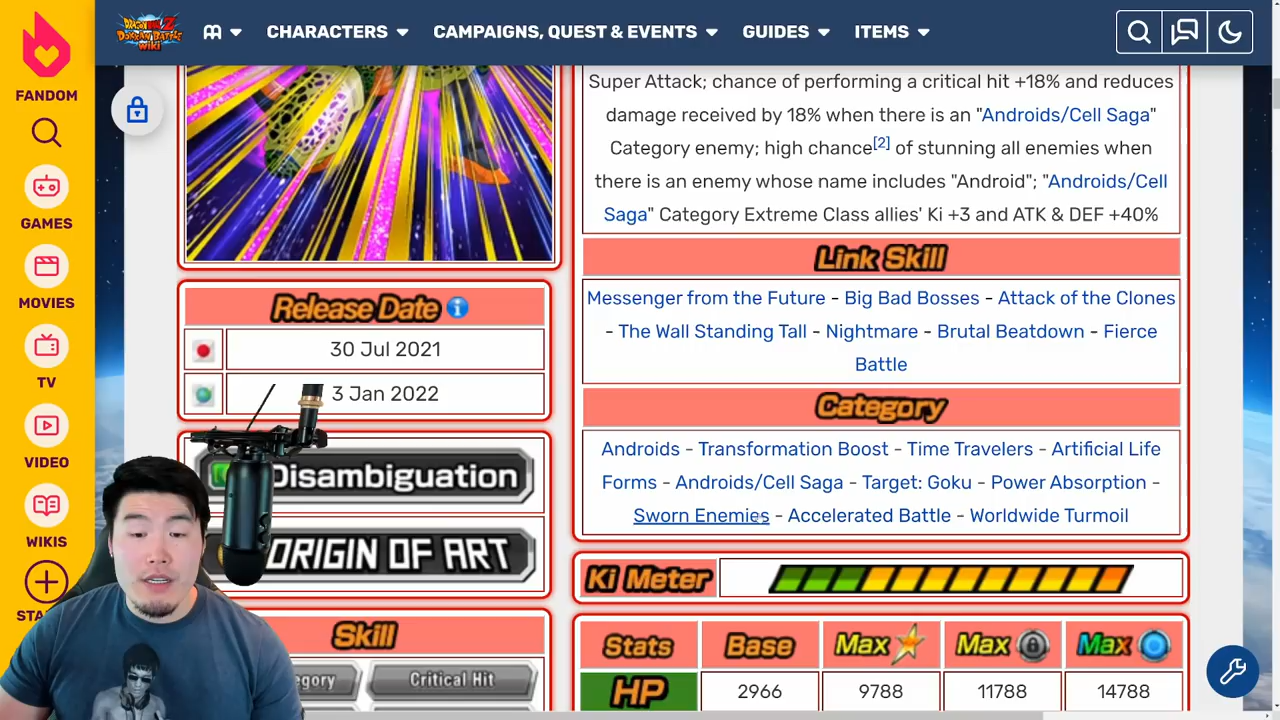 DRAGON BALL Z
DOKKAN BATTLE
WIKI
CHARACTERS
CAMPAIGNS, QUEST & EVENTS
GUIDES
ITEMS
FANDOM
GAMES
MOVIES
TV
VIDEO
WIKIS
Super Attack; chance of performing a critical hit +18% and reduces
damage received by 18% when there is an "Androids/Cell Saga"
Category enemy; high chance[2] of stunning all enemies when
there is an enemy whose name includes "Android"; "Androids/Cell
Saga" Category Extreme Class allies' Ki +3 and ATK & DEF +40%
Link Skill
Messenger from the Future - Big Bad Bosses - Attack of the Clones
- The Wall Standing Tall - Nightmare - Brutal Beatdown - Fierce
Battle
Category
Androids - Transformation Boost - Time Travelers - Artificial Life
Forms - Androids/Cell Saga - Target: Goku - Power Absorption -
Sworn Enemies - Accelerated Battle - Worldwide Turmoil
Ki Meter
Stats Base Max Max Max
HP 2966 9788 11788 14788
Release Date
30 Jul 2021
3 Jan 2022
Disambiguation
ORIGIN OF ART
Skill
Critical Hit